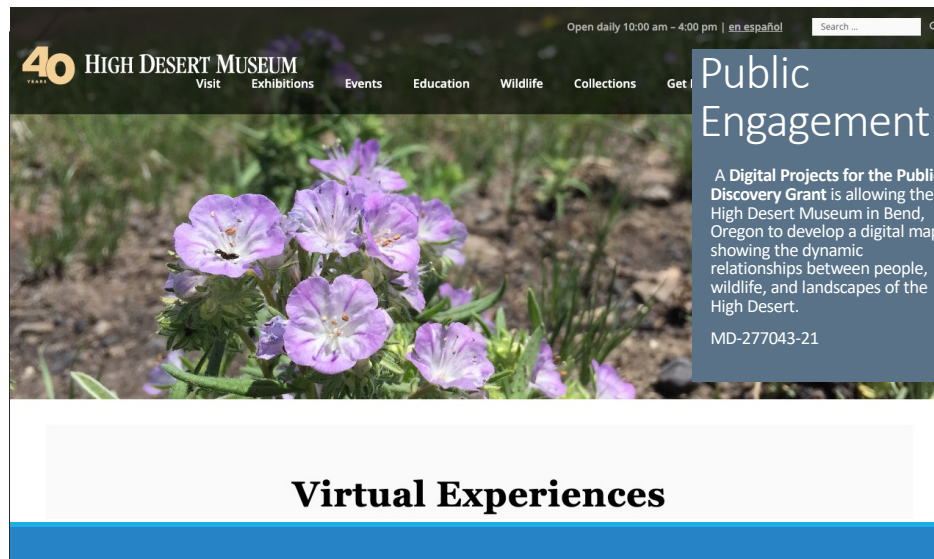 Open daily 10:00 am – 4:00 pm | en español
Search ...
40
YEARS
HIGH DESERT MUSEUM
Visit Exhibitions Events Education Wildlife Collections Get
Public
Engagement
A Digital Projects for the Public
Discovery Grant is allowing the
High Desert Museum in Bend,
Oregon to develop a digital map
showing the dynamic
relationships between people,
wildlife, and landscapes of the
High Desert.
MD-277043-21
Virtual Experiences